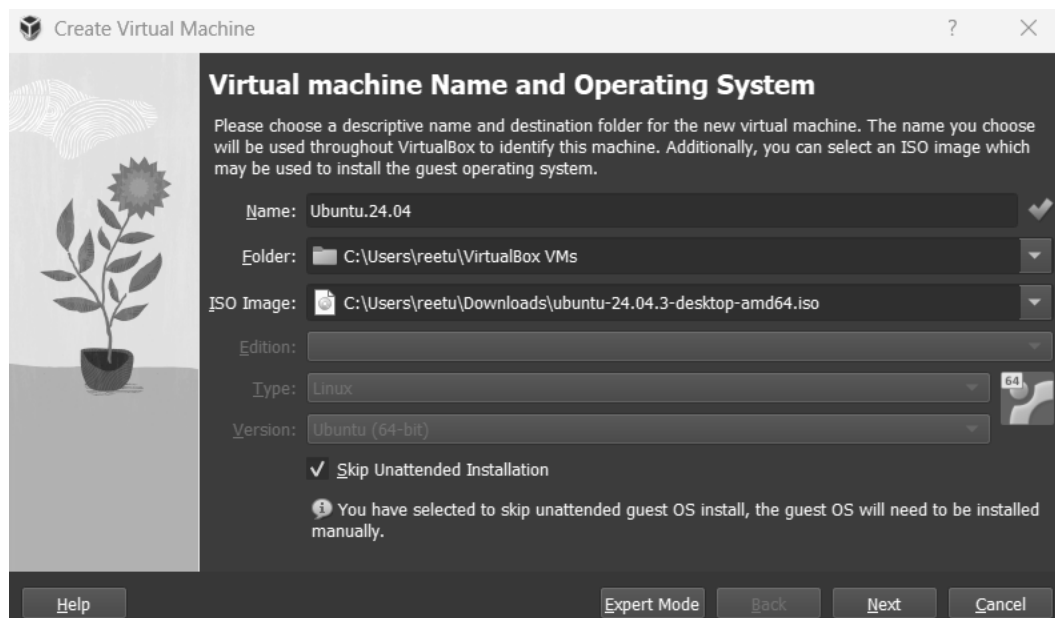 Create Virtual Machine
?
Virtual machine Name and Operating System
Please choose a descriptive name and destination folder for the new virtual machine. The name you choose
will be used throughout VirtualBox to identify this machine. Additionally, you can select an ISO image which
may be used to install the guest operating system.
Name: Ubuntu.24.04
Folder: C:\Users\reetu\VirtualBox VMs
ISO Image: C:\Users\reetu\Downloads\ubuntu-24.04.3-desktop-amd64.iso
Edition:
Type: Linux
64
Version: Ubuntu (64-bit)
Skip Unattended Installation
You have selected to skip unattended guest OS install, the guest OS will need to be installed
manually.
Help Expert Mode Back Next Cancel